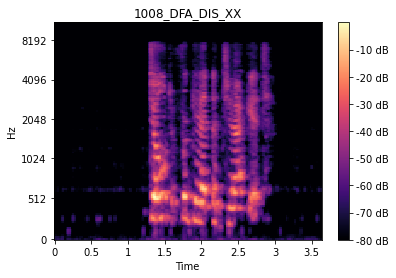 1008_DFA_DIS_XX
8192
4096
2048
1024
512
0
Hz
0 0.5 1 1.5 2 2.5 3 3.5
Time
-10 dB
-20 dB
-30 dB
-40 dB
-50 dB
-60 dB
-70 dB
-80 dB